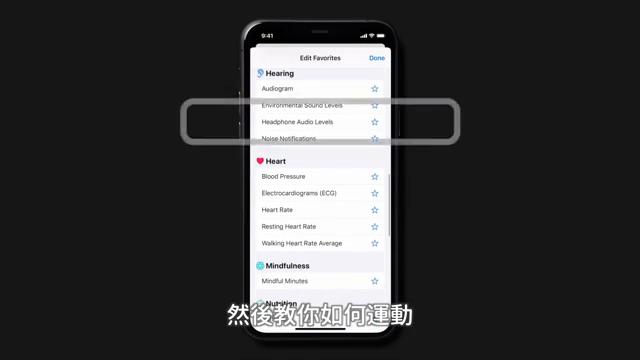 9:41
Edit Favorites
Done
Hearing
Audiogram
Environmental Sound Levels
Headphone Audio Levels
Noise Notifications
Heart
Blood Pressure
Electrocardiograms (ECG)
Heart Rate
Resting Heart Rate
Walking Heart Rate Average
Mindfulness
Mindful Minutes
Nutrition
然後教你如何運動